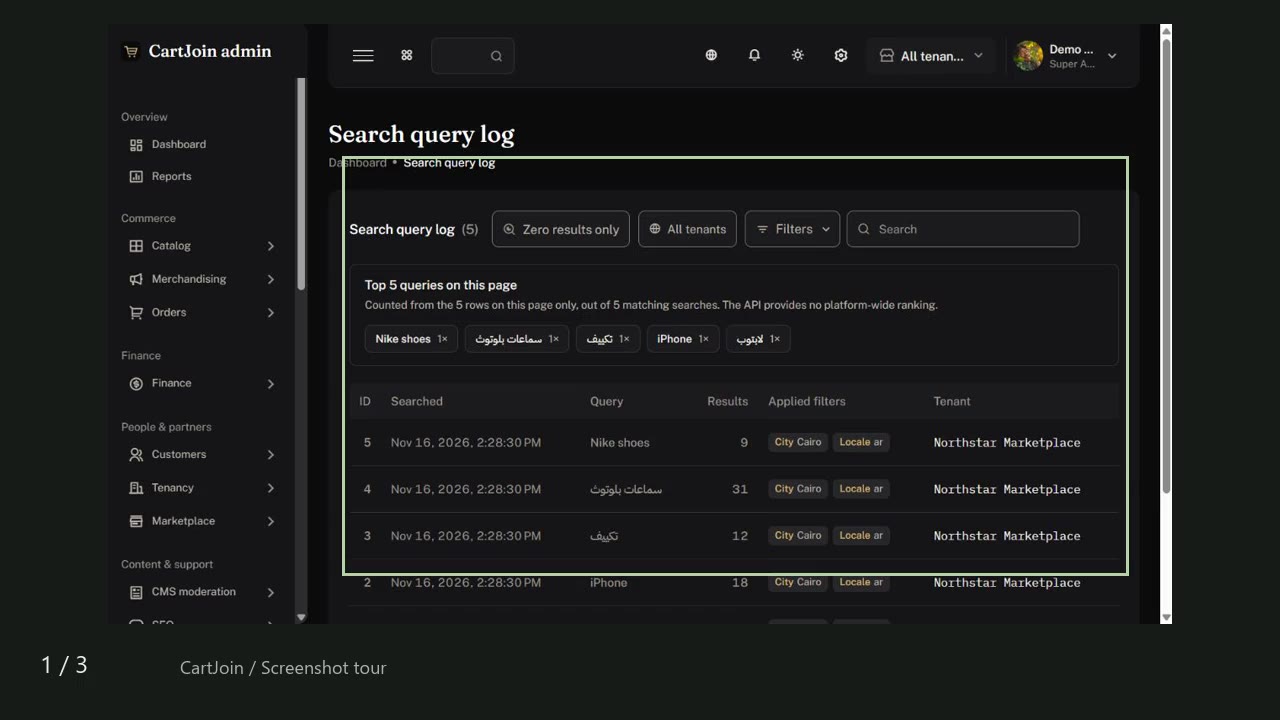 CartJoin admin
Overview
Dashboard
Reports
Commerce
Catalog
Merchandising
Orders
Finance
Finance
People & partners
Customers
Tenancy
Marketplace
Content & support
CMS moderation
All tenan...
Demo ...
Super A...
Search query log
Dashboard • Search query log
Search query log (5) Zero results only All tenants Filters Search
Top 5 queries on this page
Counted from the 5 rows on this page only, out of 5 matching searches. The API provides no platform-wide ranking.
Nike shoes 1× سماعات بلوتوث 1× تكييف 1× iPhone 1× لابتوب 1×
ID Searched Query Results Applied filters Tenant
5 Nov 16, 2026, 2:28:30 PM Nike shoes 9 City Cairo Locale ar Northstar Marketplace
4 Nov 16, 2026, 2:28:30 PM سماعات بلوتوث 31 City Cairo Locale ar Northstar Marketplace
3 Nov 16, 2026, 2:28:30 PM تكييف 12 City Cairo Locale ar Northstar Marketplace
2 Nov 16, 2026, 2:28:30 PM iPhone 18 City Cairo Locale ar Northstar Marketplace
1 / 3 CartJoin / Screenshot tour